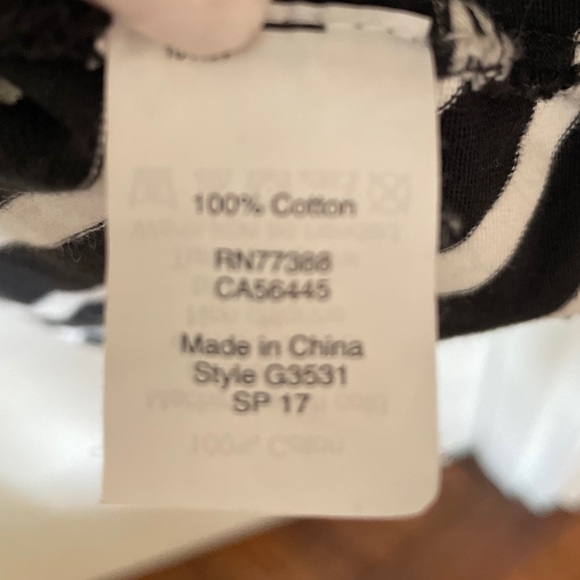 100% Cotton
RN77388
CA56445
Made in China
Style G3531
SP 17